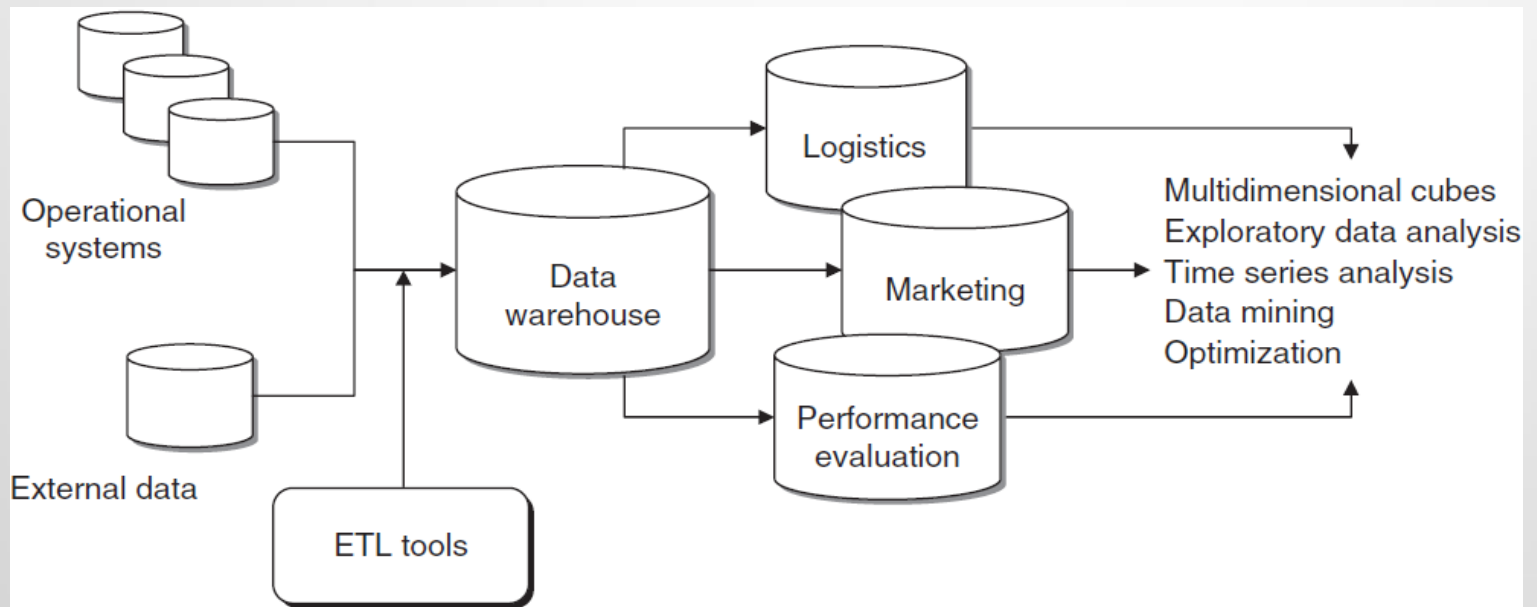 Operational
systems
External data
ETL tools
Data
warehouse
Logistics
Marketing
Performance
evaluation
Multidimensional cubes
Exploratory data analysis
Time series analysis
Data mining
Optimization